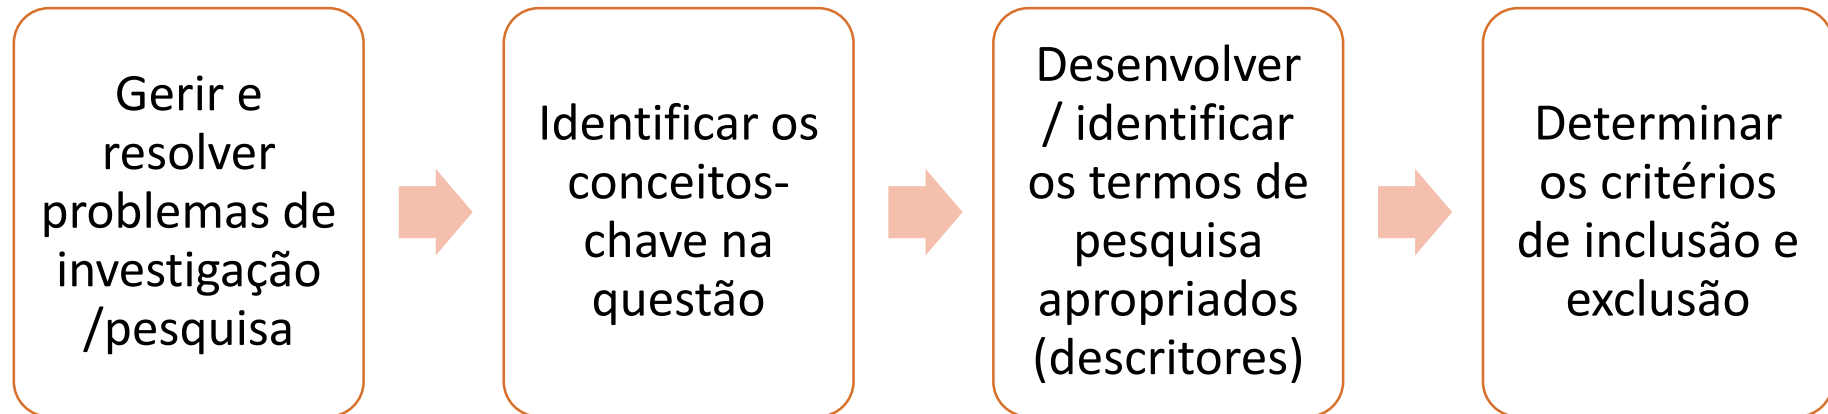 Gerir e
resolver
problemas de
investigação
/pesquisa
Identificar os
conceitos-
chave na
questão
Desenvolver
/ identificar
os termos de
pesquisa
apropriados
(descritores)
Determinar
os critérios
de inclusão e
exclusão